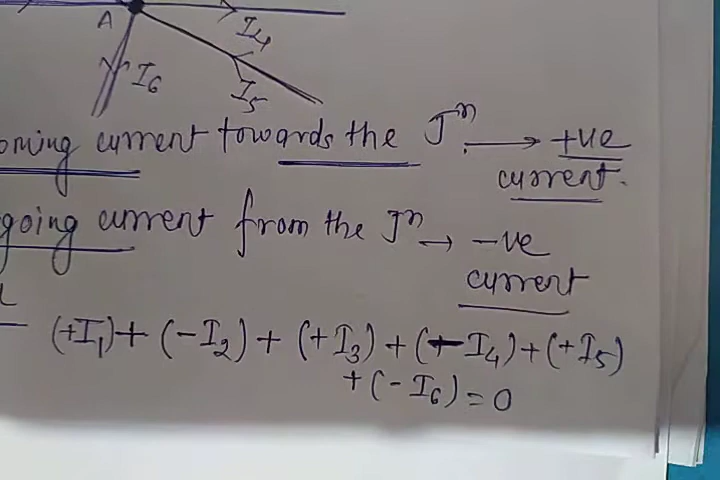 A
I4
I6
I5
oming current towards the Jn → +ve
current.
going current from the Jn → -ve
current
(+I1)+ (-I2) + (+I3) + (-I4) + (+I5)
+ (-I6) = 0